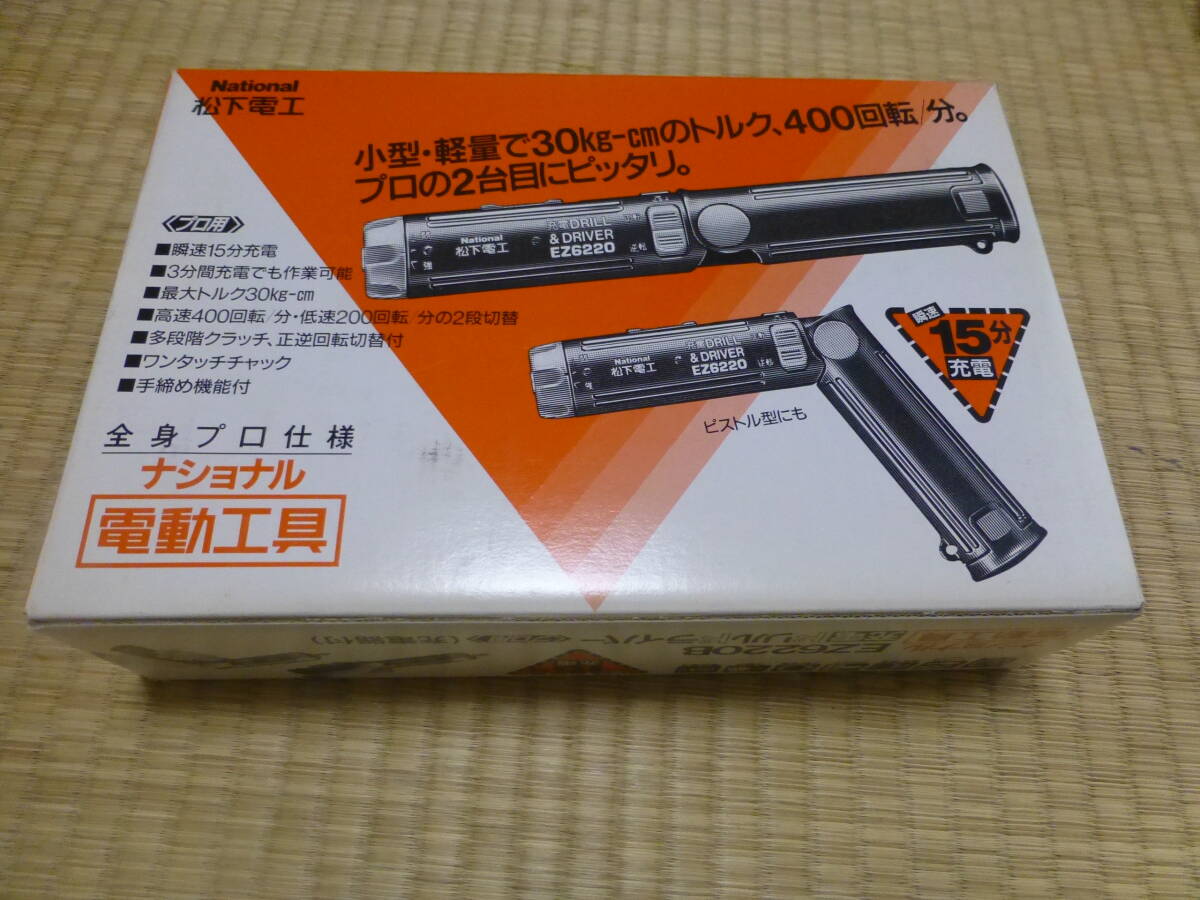 National
松下電工
小型・軽量で30kg-cmのトルク、400回転/分。
プロの2台目にピッタリ。
〈プロ用〉
■瞬速15分充電
■3分間充電でも作業可能
■最大トルク30kg-cm
■高速400回転/分・低速200回転/分の2段切替
■多段階クラッチ、正逆回転切替付
■ワンタッチチャック
■手締め機能付
全身プロ仕様
ナショナル
電動工具
National
松下電工
強
充電DRILL
& DRIVER
EZ6220
逆転
National
松下電工
強
充電DRILL
& DRIVER
EZ6220
ピストル型にも
瞬速
15分
充電
EZ6220B
(充電器付)